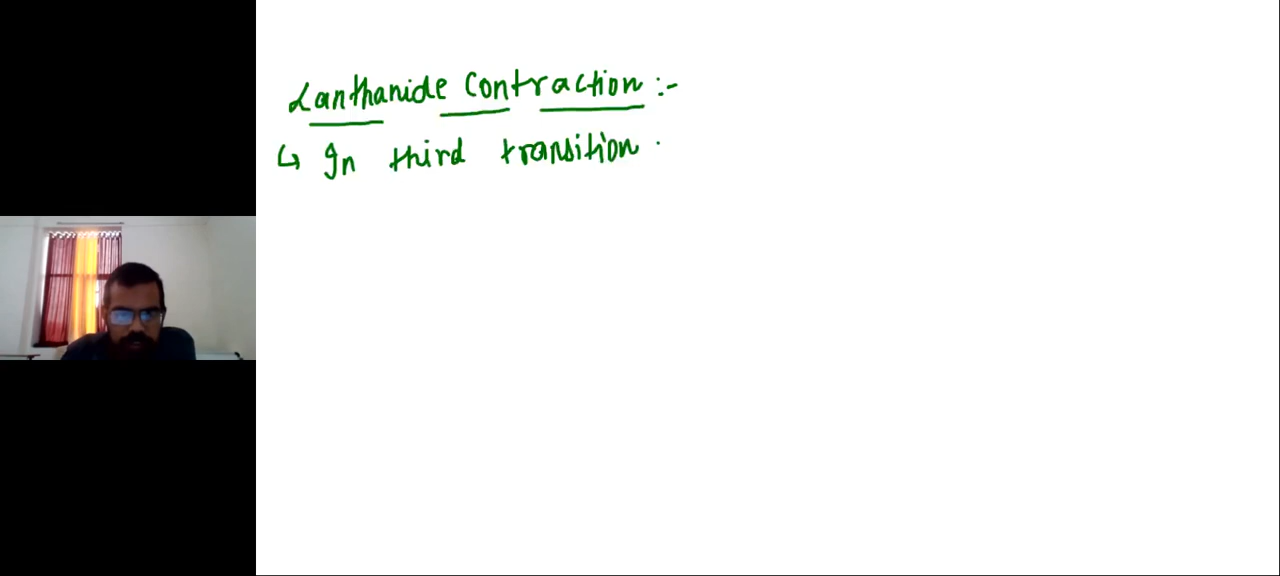 Lanthanide Contraction :-
↳ In third transition